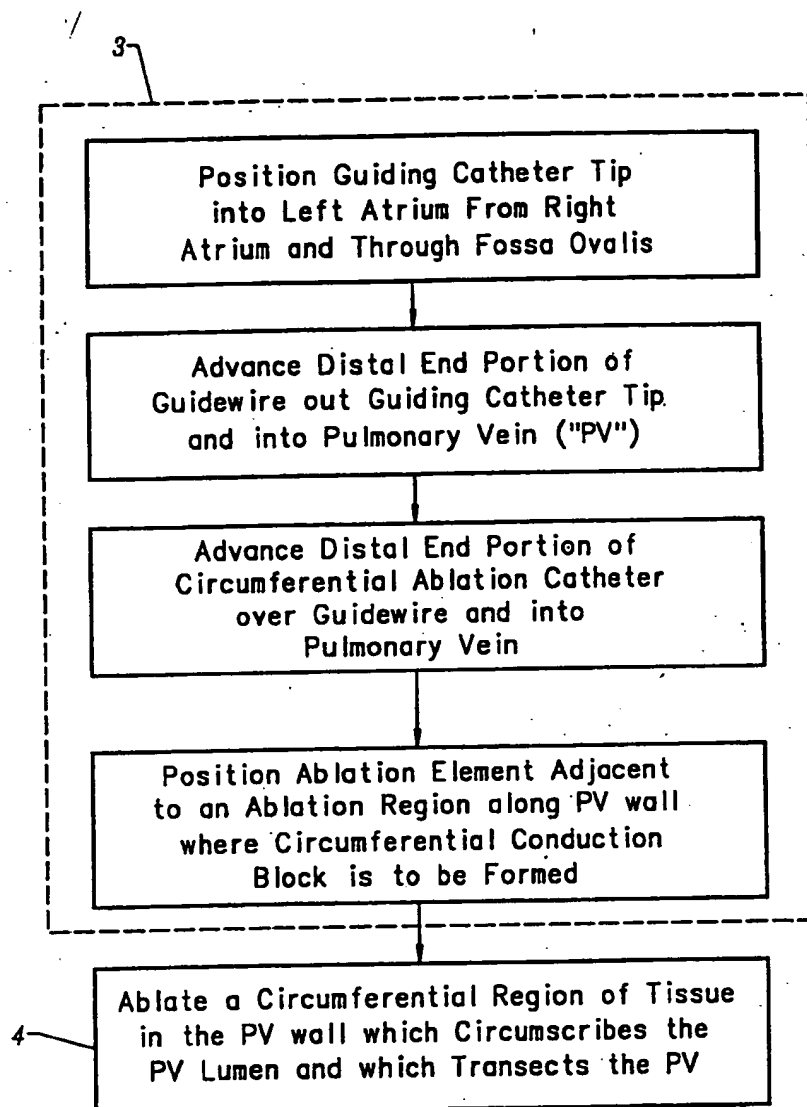 3
Position Guiding Catheter Tip
into Left Atrium From Right
Atrium and Through Fossa Ovalis
Advance Distal End Portion of
Guidewire out Guiding Catheter Tip
and into Pulmonary Vein ("PV")
Advance Distal End Portion of
Circumferential Ablation Catheter
over Guidewire and into
Pulmonary Vein
Position Ablation Element Adjacent
to an Ablation Region along PV wall
where Circumferential Conduction
Block is to be Formed
4
Ablate a Circumferential Region of Tissue
in the PV wall which Circumscribes the
PV Lumen and which Transects the PV